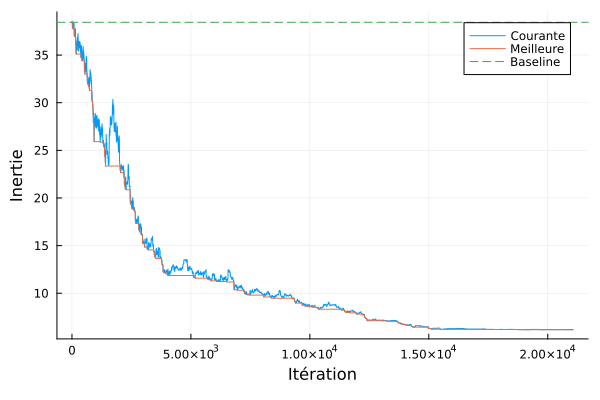 Courante
Meilleure
Baseline
35
30
25
20
15
10
Inertie
0
5.00×10³
1.00×10⁴
1.50×10⁴
2.00×10⁴
Itération